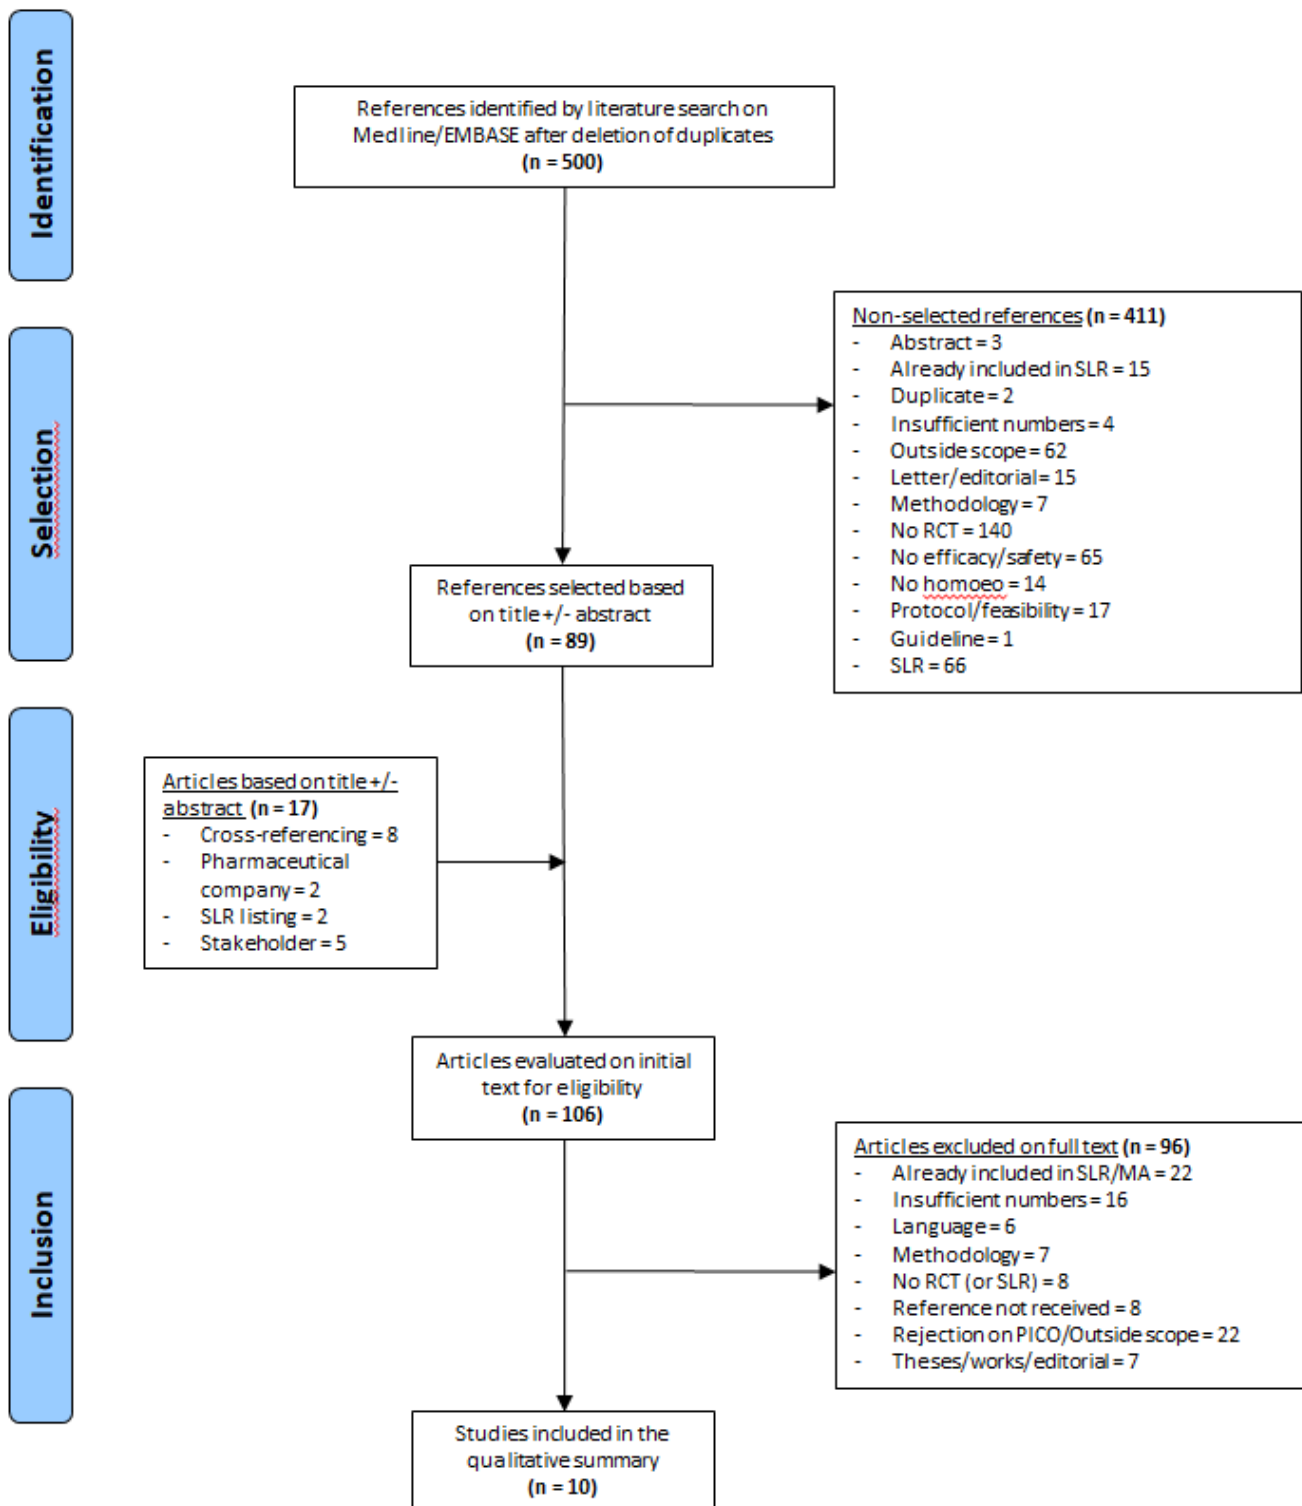 Identification
References identified by literature search on
Medline/EMBASE after deletion of duplicates
(n = 500)
Selection
Non-selected references (n = 411)
- Abstract = 3
- Already included in SLR = 15
- Duplicate = 2
- Insufficient numbers = 4
- Outside scope = 62
- Letter/editorial = 15
- Methodology = 7
- No RCT = 140
- No efficacy/safety = 65
- No homoeo = 14
- Protocol/feasibility = 17
- Guideline = 1
- SLR = 66
References selected based
on title +/- abstract
(n = 89)
Eligibility
Articles based on title +/-
abstract (n = 17)
- Cross-referencing = 8
- Pharmaceutical
company = 2
- SLR listing = 2
- Stakeholder = 5
Articles evaluated on initial
text for eligibility
(n = 106)
Inclusion
Articles excluded on full text (n = 96)
- Already included in SLR/MA = 22
- Insufficient numbers = 16
- Language = 6
- Methodology = 7
- No RCT (or SLR) = 8
- Reference not received = 8
- Rejection on PICO/Outside scope = 22
- Theses/works/editorial = 7
Studies included in the
qualitative summary
(n = 10)